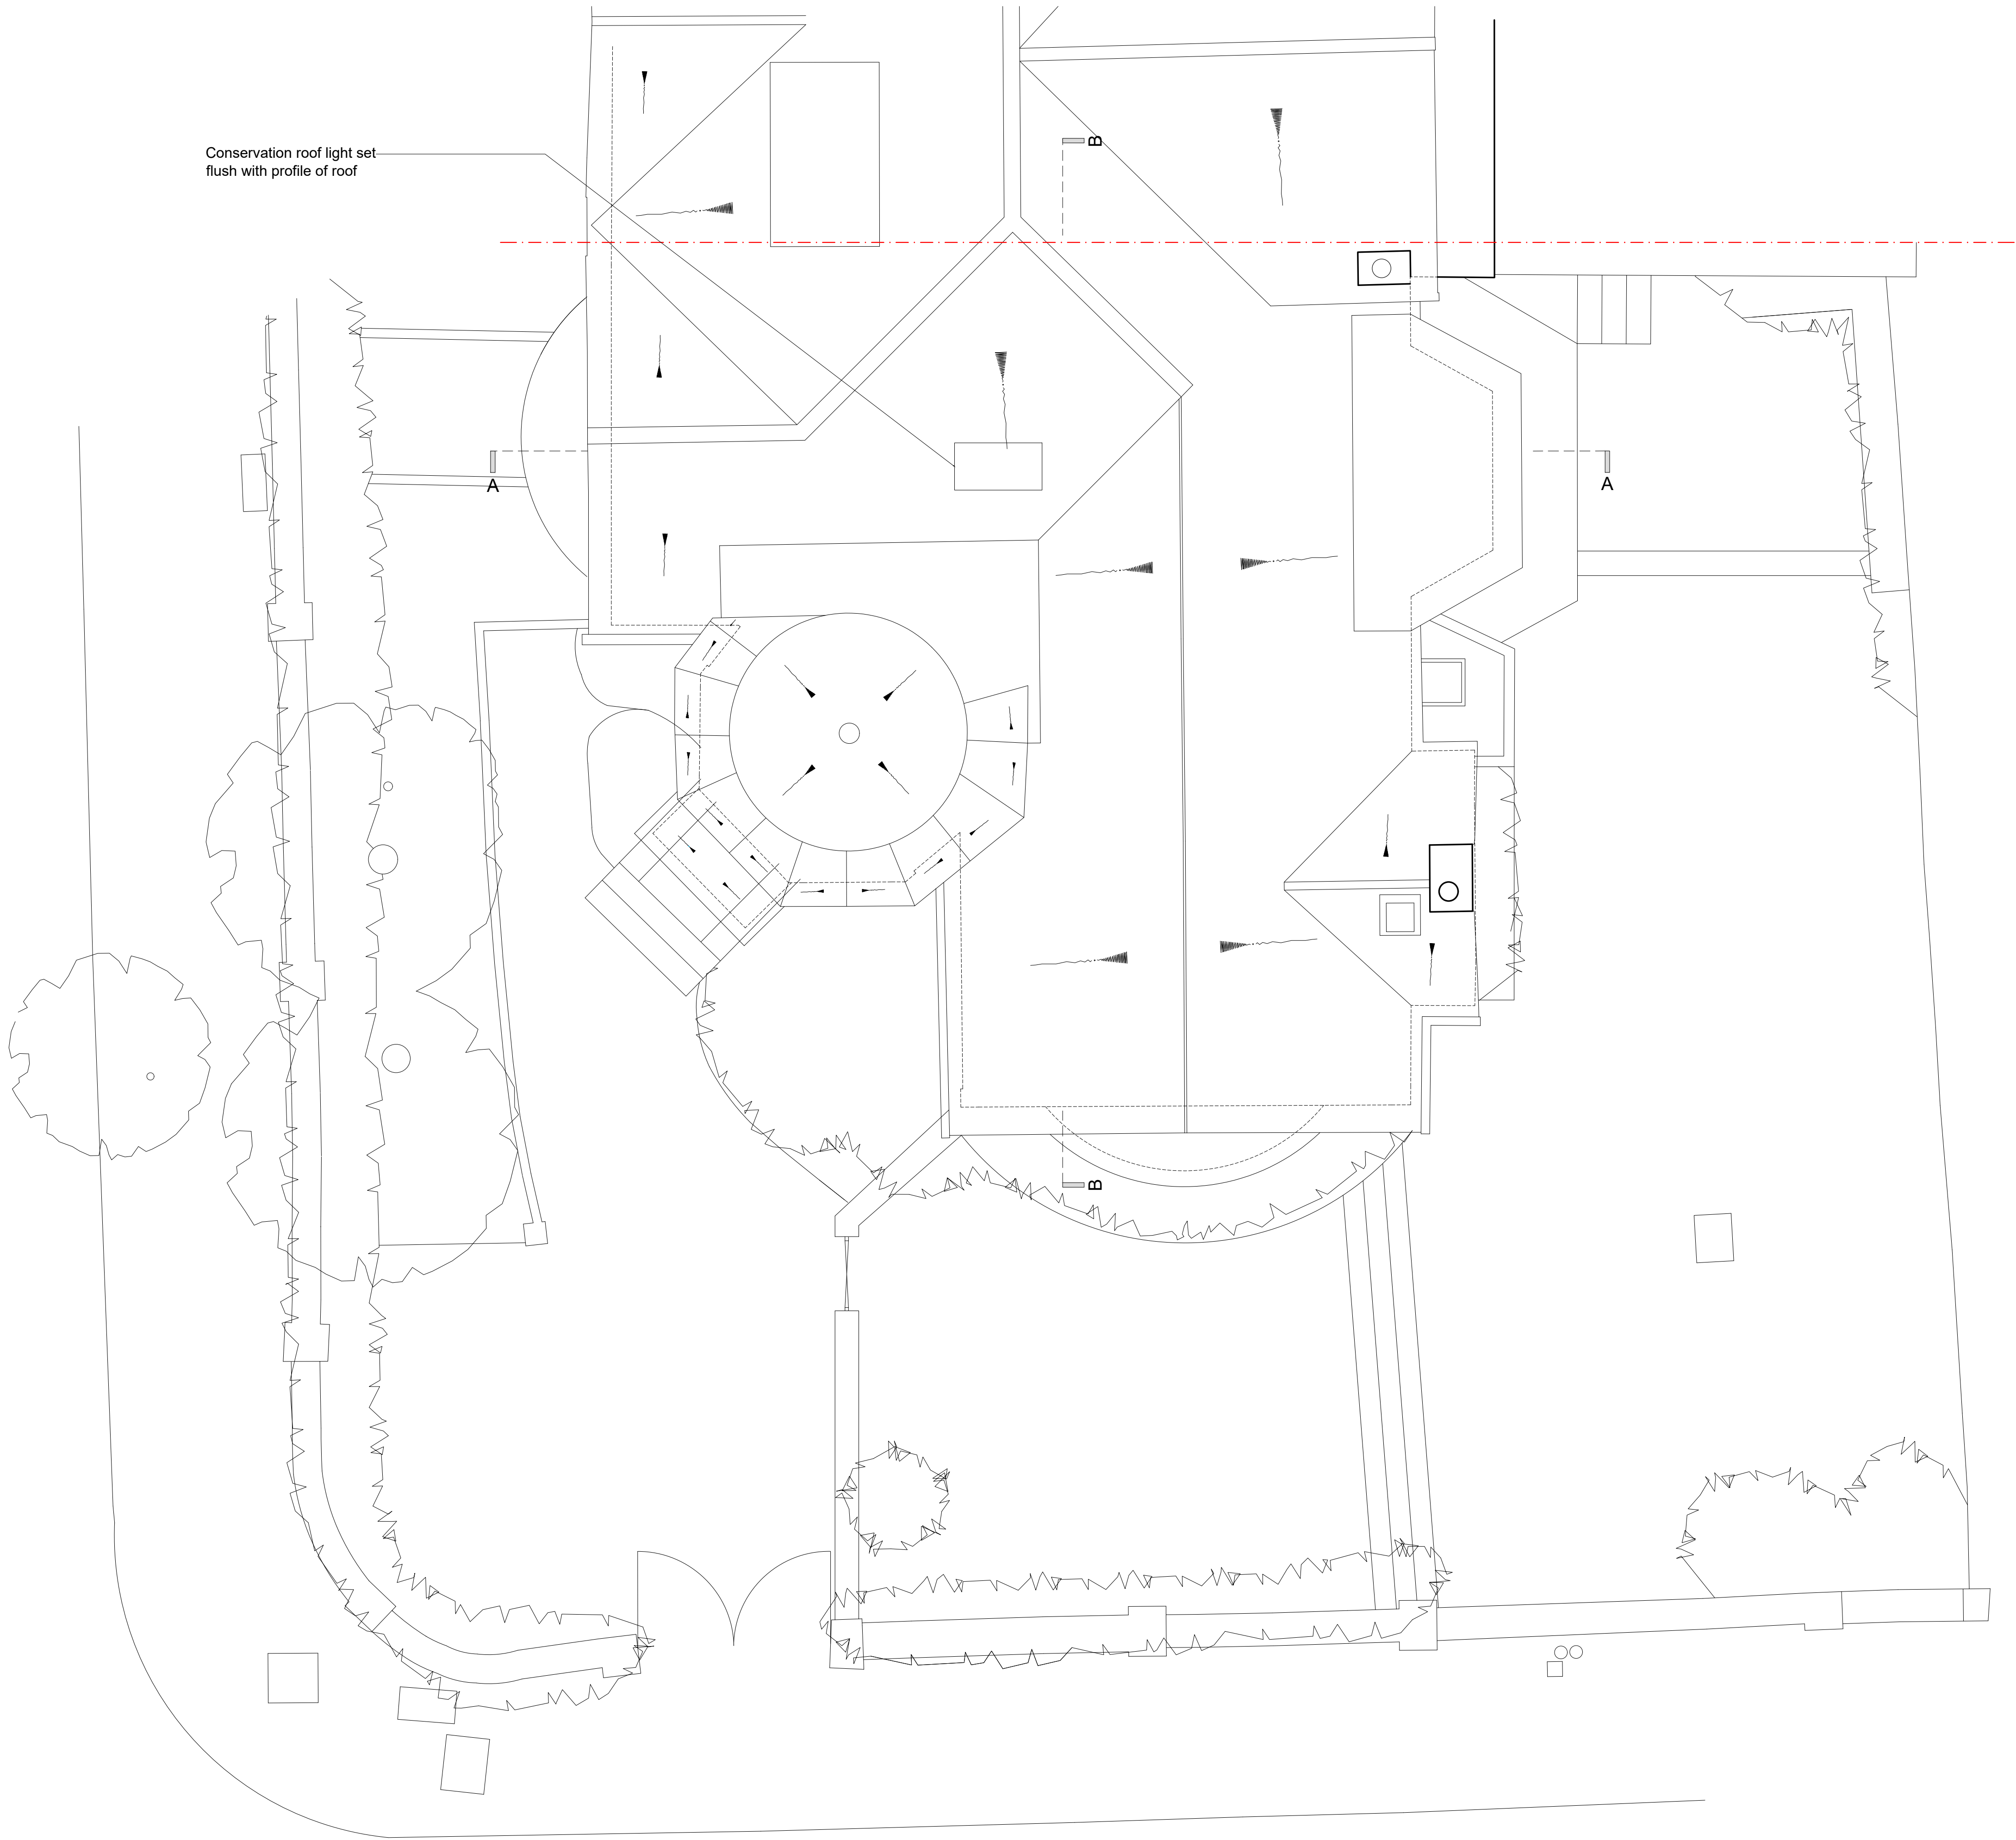 Conservation roof light set
flush with profile of roof
B
A
A
B